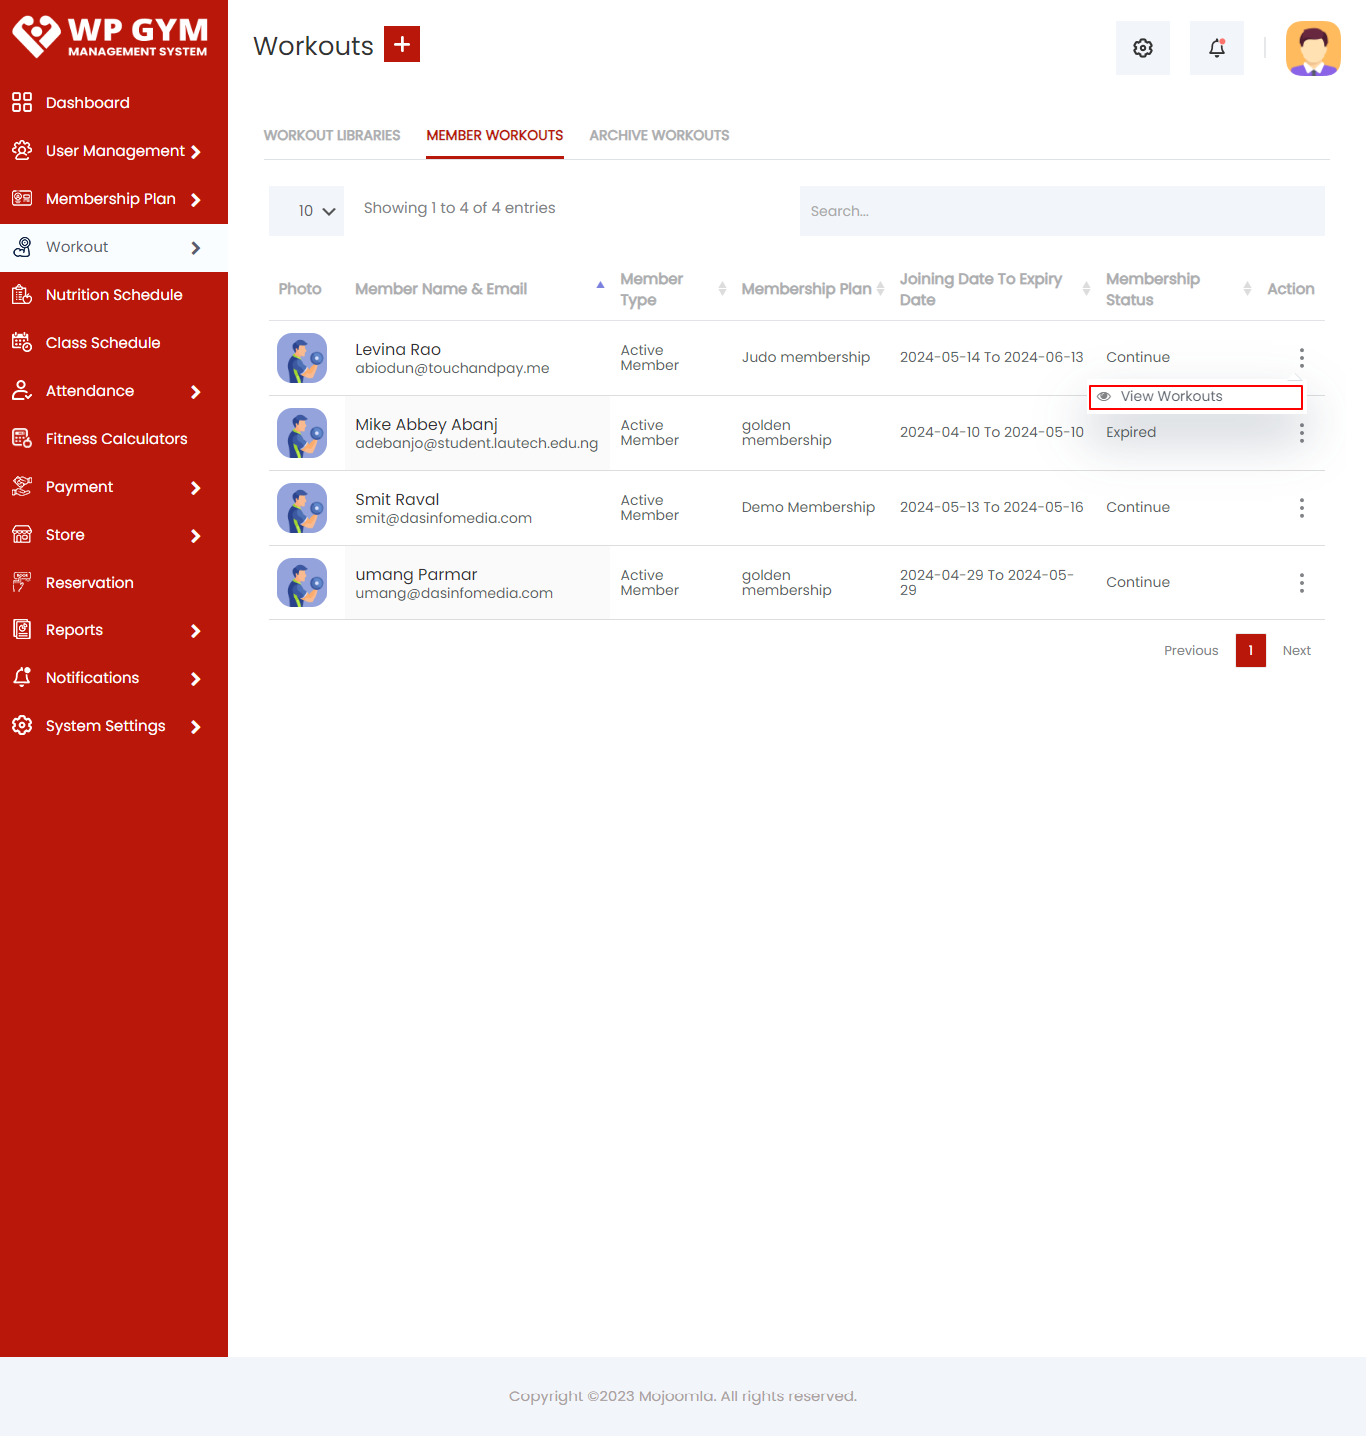 WP GYM
MANAGEMENT SYSTEM
Dashboard
User Management
Membership Plan
Workout
Nutrition Schedule
Class Schedule
Attendance
Fitness Calculators
Payment
Store
Reservation
Reports
Notifications
System Settings
Workouts
WORKOUT LIBRARIES MEMBER WORKOUTS ARCHIVE WORKOUTS
10 Showing 1 to 4 of 4 entries Search...
Photo Member Name & Email Member Type Membership Plan Joining Date To Expiry Date Membership Status Action
Levina Rao
abiodun@touchandpay.me
Active
Member
Judo membership
2024-05-14 To 2024-06-13
Continue
View Workouts
Mike Abbey Abanj
adebanjo@student.lautech.edu.ng
Active
Member
golden
membership
2024-04-10 To 2024-05-10
Expired
Smit Raval
smit@dasinfomedia.com
Active
Member
Demo Membership
2024-05-13 To 2024-05-16
Continue
umang Parmar
umang@dasinfomedia.com
Active
Member
golden
membership
2024-04-29 To 2024-05-
29
Continue
Previous 1 Next
Copyright ©2023 Mojoomla. All rights reserved.